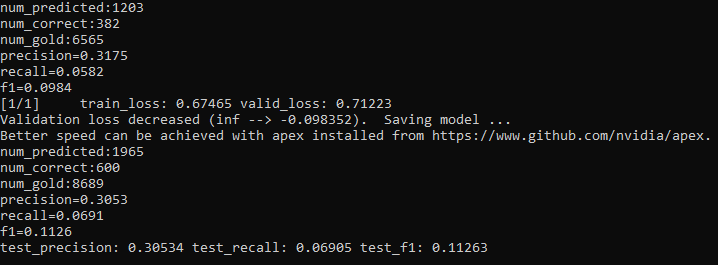 num_predicted:1203
num_correct:382
num_gold:6565
precision=0.3175
recall=0.0582
f1=0.0984
[1/1]     train_loss: 0.67465 valid_loss: 0.71223
Validation loss decreased (inf --> -0.098352).  Saving model ...
Better speed can be achieved with apex installed from https://www.github.com/nvidia/apex.
num_predicted:1965
num_correct:600
num_gold:8689
precision=0.3053
recall=0.0691
f1=0.1126
test_precision: 0.30534 test_recall: 0.06905 test_f1: 0.11263